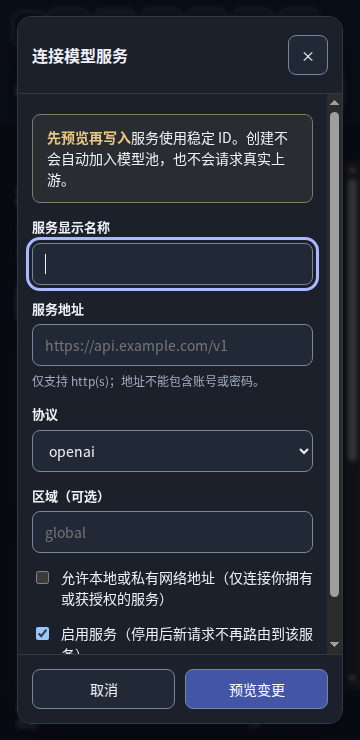 连接模型服务
×
先预览再写入服务使用稳定 ID。创建不
会自动加入模型池，也不会请求真实上
游。
服务显示名称
服务地址
https://api.example.com/v1
仅支持 http(s)；地址不能包含账号或密码。
协议
openai
区域（可选）
global
允许本地或私有网络地址（仅连接你拥有
或获授权的服务）
启用服务（停用后新请求不再路由到该服
务）
取消
预览变更